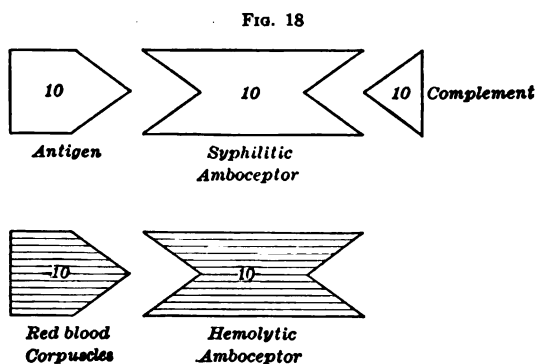 FIG. 18
10 10 10 Complement
Antigen Syphilitic
Amboceptor
10 10
Red blood Hemolytic
Corpuscles Amboceptor